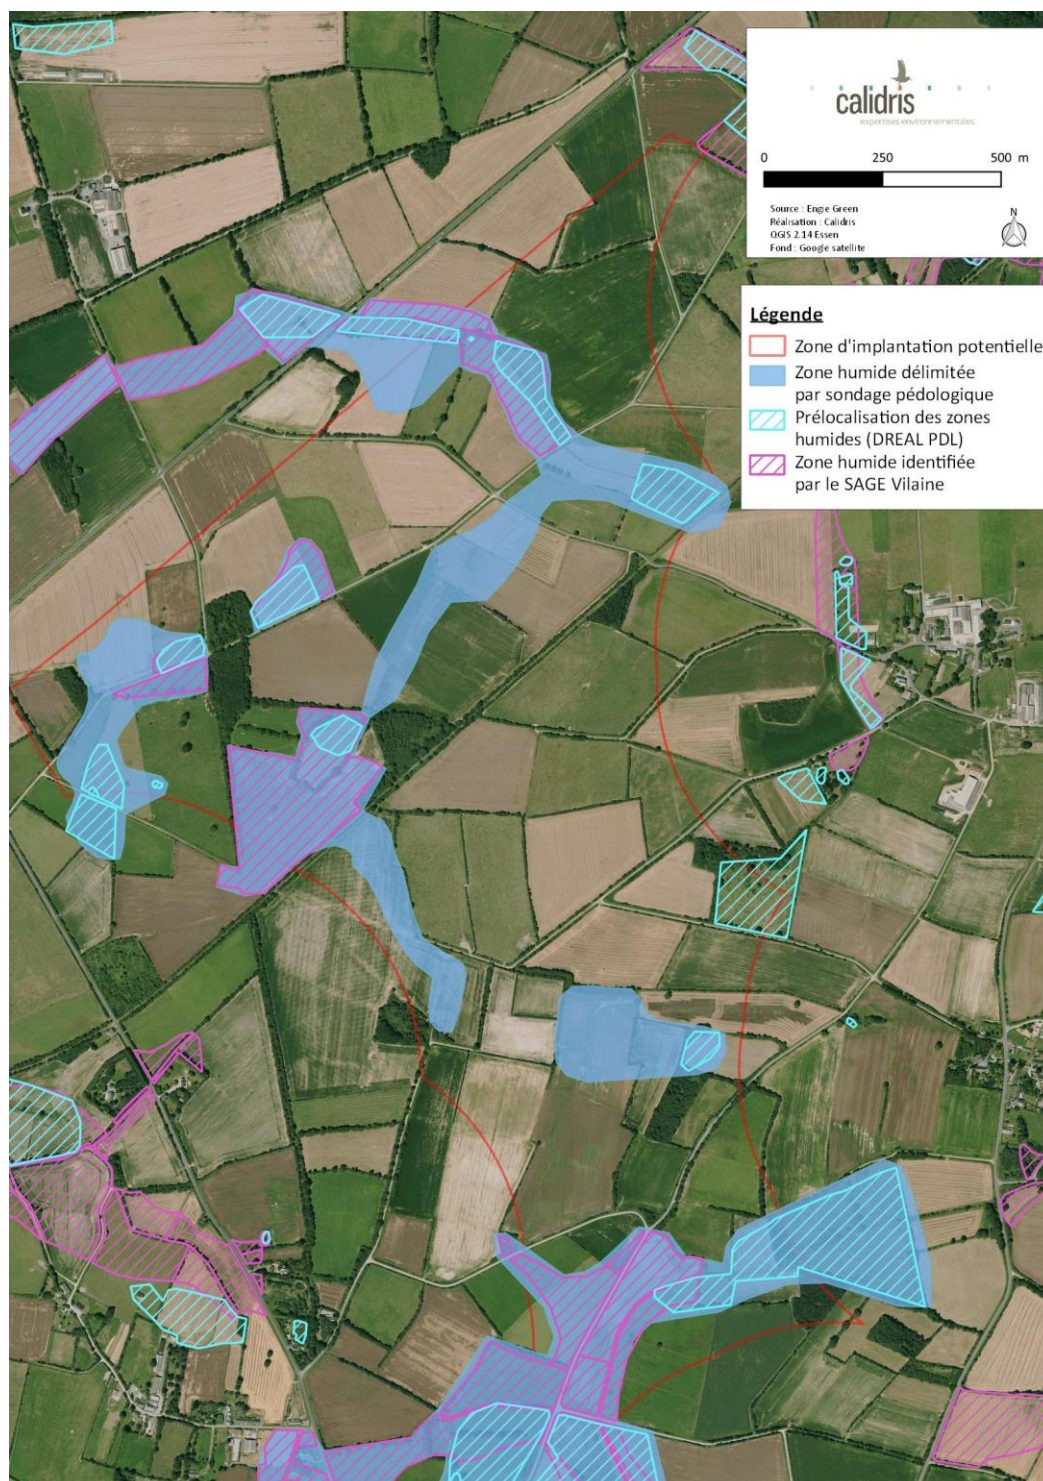 calidris
expertises environnementales
0 250 500 m
Source : Engie Green
Réalisation : Calidris
QGIS 2.14 Essen
Fond : Google satellite
N
Légende
Zone d'implantation potentielle
Zone humide délimitée
par sondage pédologique
Prélocalisation des zones
humides (DREAL PDL)
Zone humide identifiée
par le SAGE Vilaine